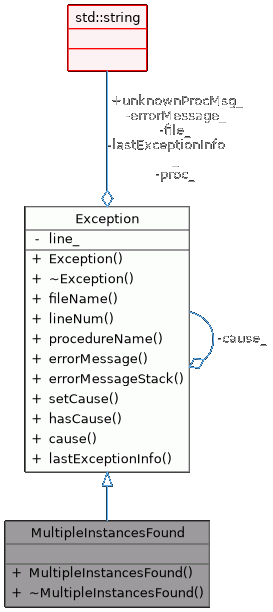 std::string
+unknownProcMsg_
-errorMessage_
-file_
-lastExceptionInfo
_
-proc_
Exception
- line_
+ Exception()
+ ~Exception()
+ fileName()
+ lineNum()
+ procedureName()
+ errorMessage()
+ errorMessageStack()
+ setCause()
+ hasCause()
+ cause()
+ lastExceptionInfo()
-cause_
MultipleInstancesFound
+ MultipleInstancesFound()
+ ~MultipleInstancesFound()